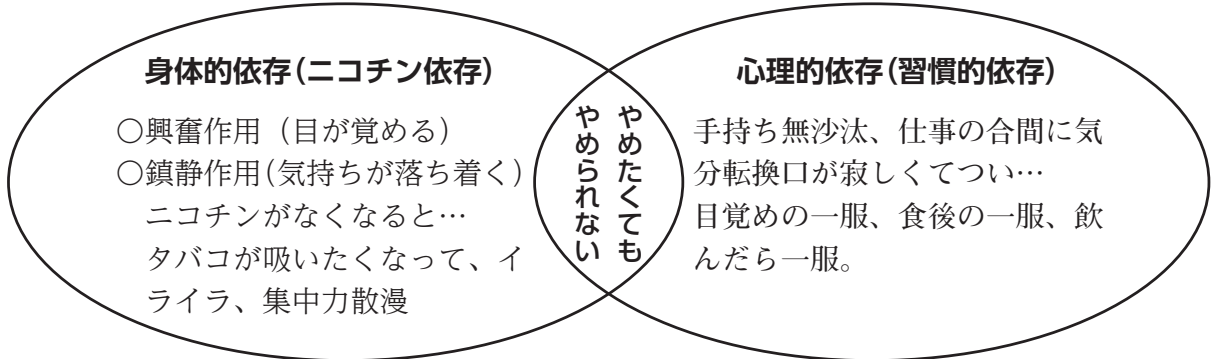 身体的依存(ニコチン依存)
○興奮作用（目が覚める）
○鎮静作用(気持ちが落ち着く)
ニコチンがなくなると…
タバコが吸いたくなって、イ
ライラ、集中力散漫
やめたくても
やめられない
心理的依存(習慣的依存)
手持ち無沙汰、仕事の合間に気
分転換口が寂しくてつい…
目覚めの一服、食後の一服、飲
んだら一服。